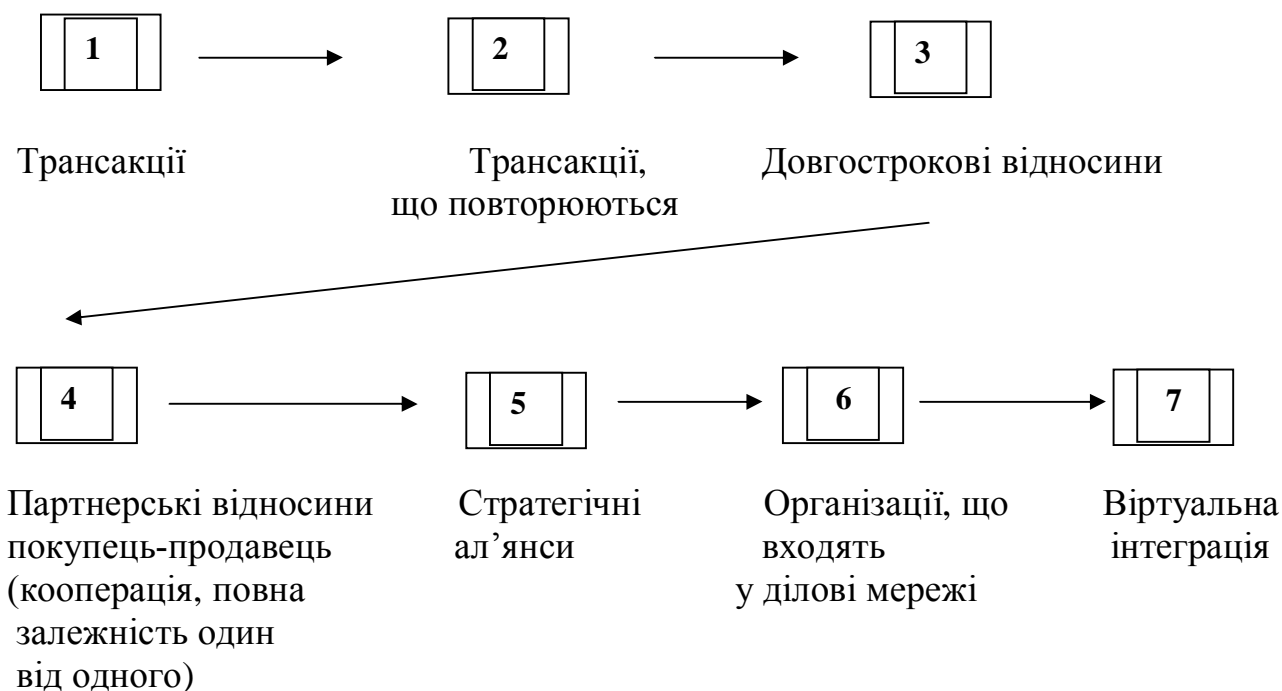 1 2 3
Трансакції Трансакції, Довгострокові відносини
що повторюються
4 5 6 7
Партнерські відносини Стратегічні Організації, що Віртуальна
покупець-продавець ал’янси входять інтеграція
(кооперація, повна у ділові мережі
залежність один
від одного)